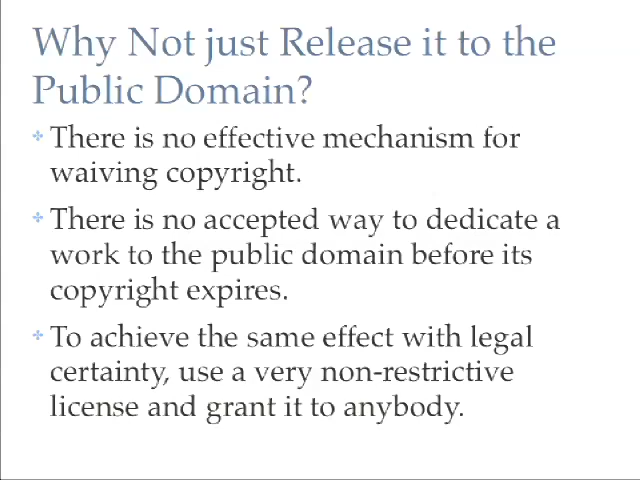 Why Not just Release it to the
Public Domain?
There is no effective mechanism for
waiving copyright.
There is no accepted way to dedicate a
work to the public domain before its
copyright expires.
To achieve the same effect with legal
certainty, use a very non-restrictive
license and grant it to anybody.